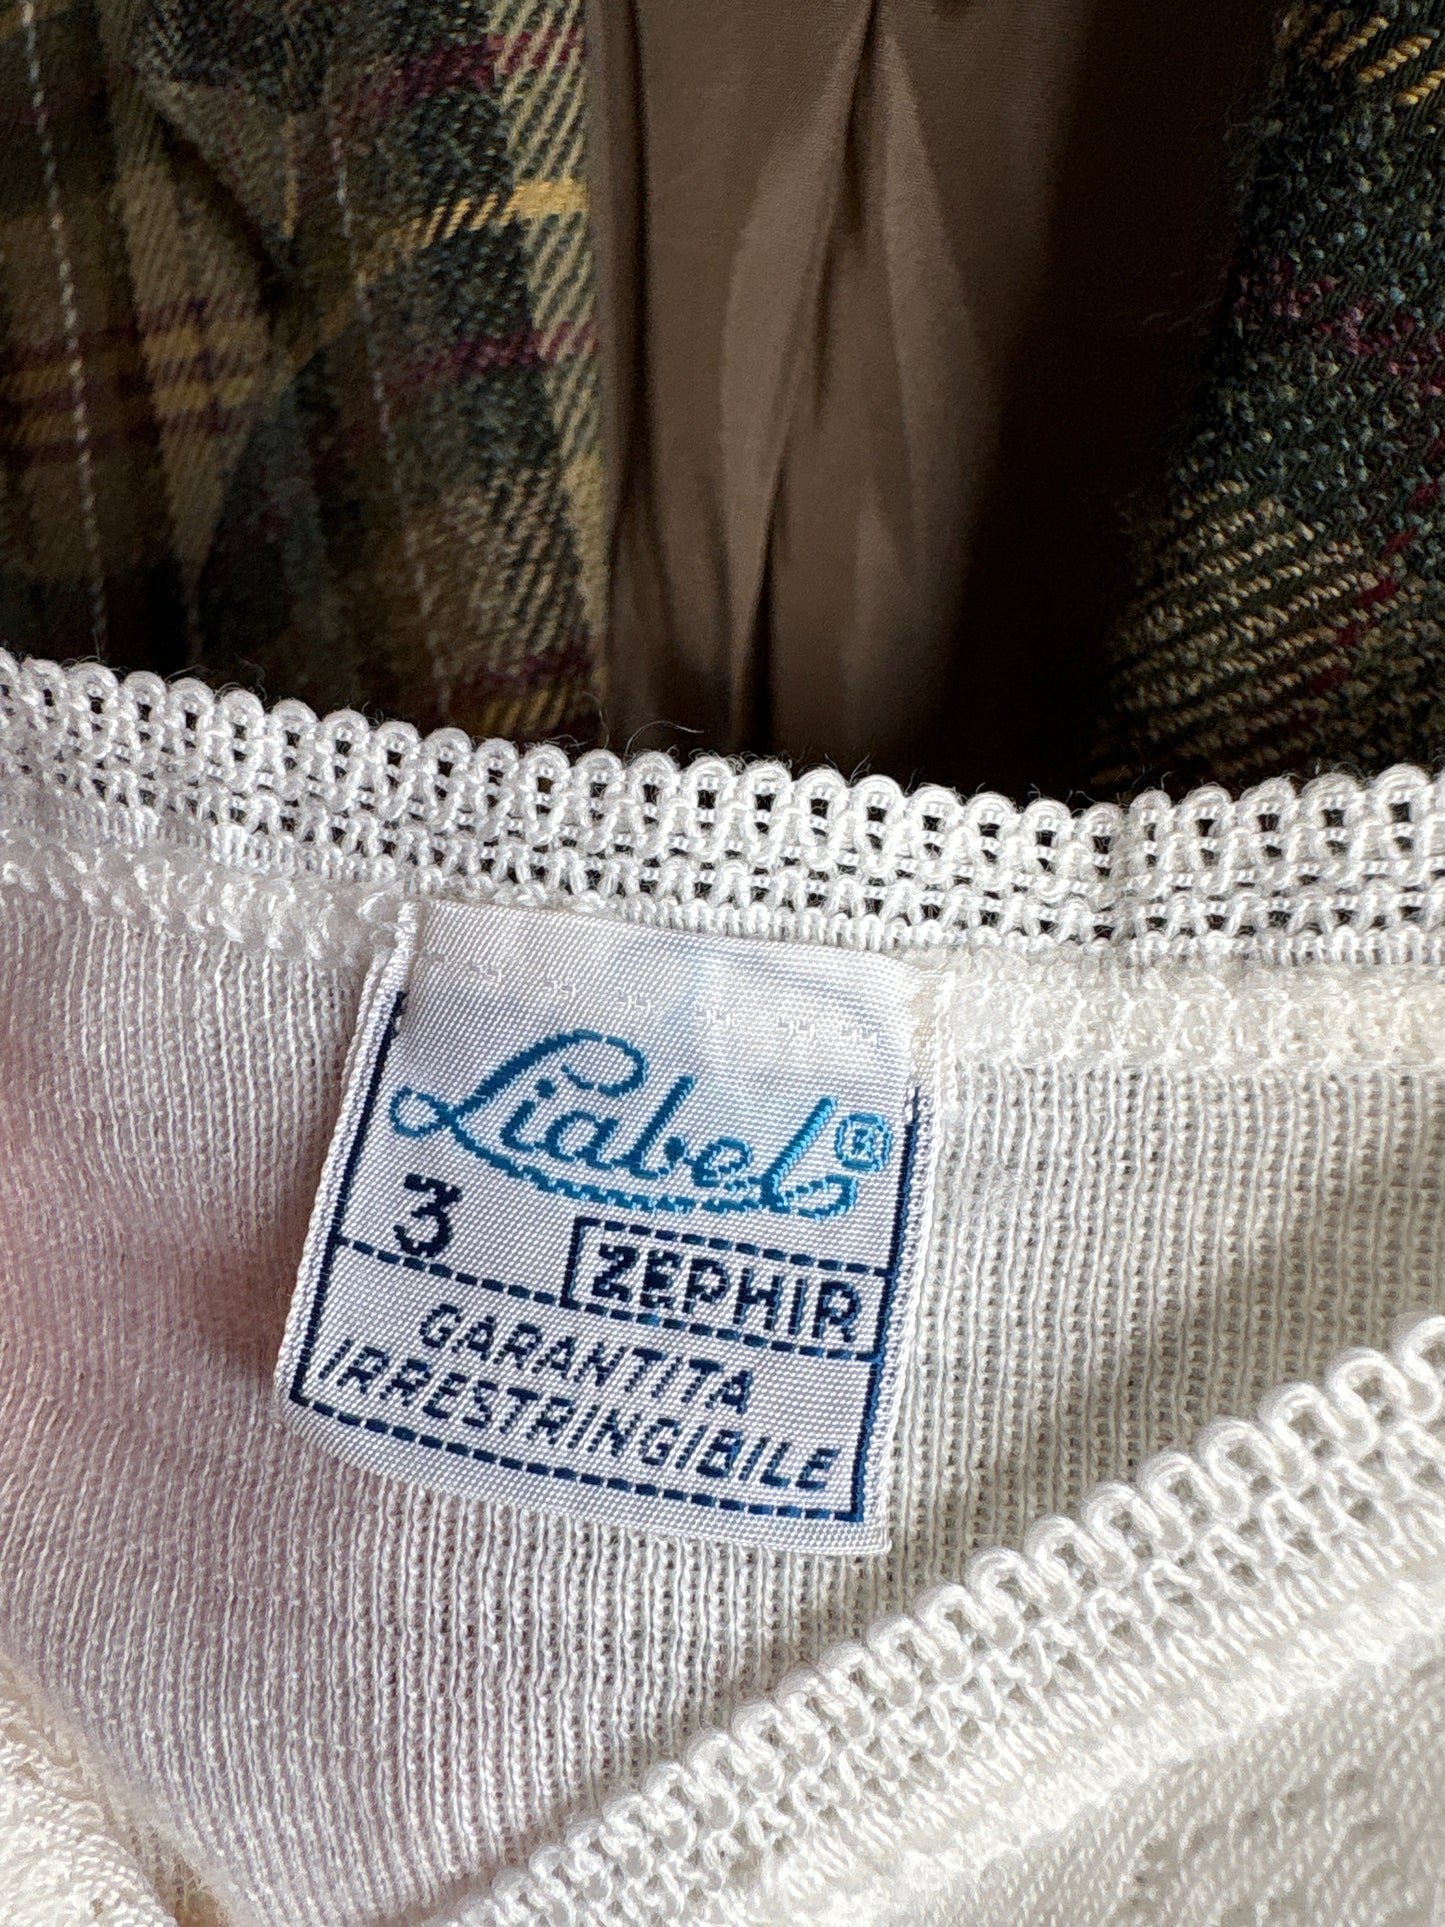 Liabel®
3 ZEPHIR
GARANTITA
IRRESTRINGIBILE